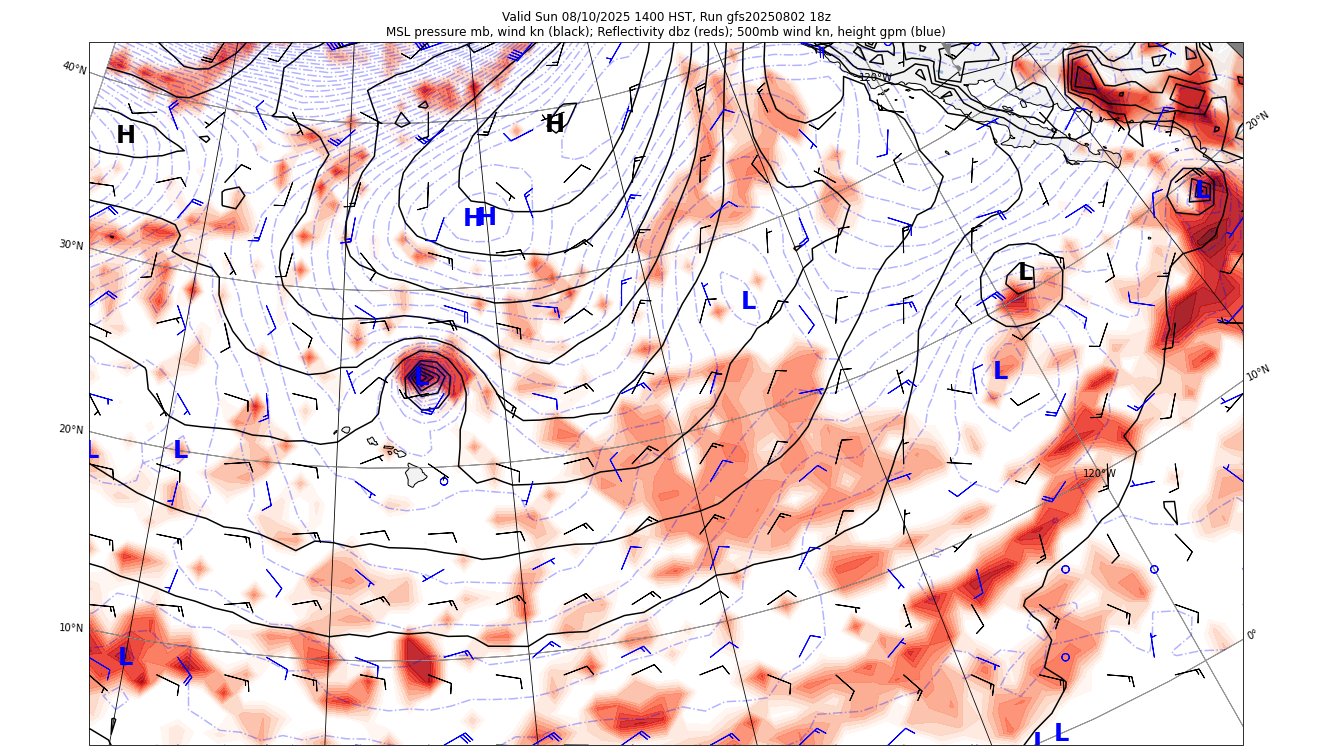 Valid Sun 08/10/2025 1400 HST, Run gfs20250802 18z
MSL pressure mb, wind kn (black); Reflectivity dbz (reds); 500mb wind kn, height gpm (blue)
40°N
120°W
20°N
H
H
L
H H
30°N
L
L
L
L
10°N
L
20°N
L
L
120°W
10°N
0°
L
L
L